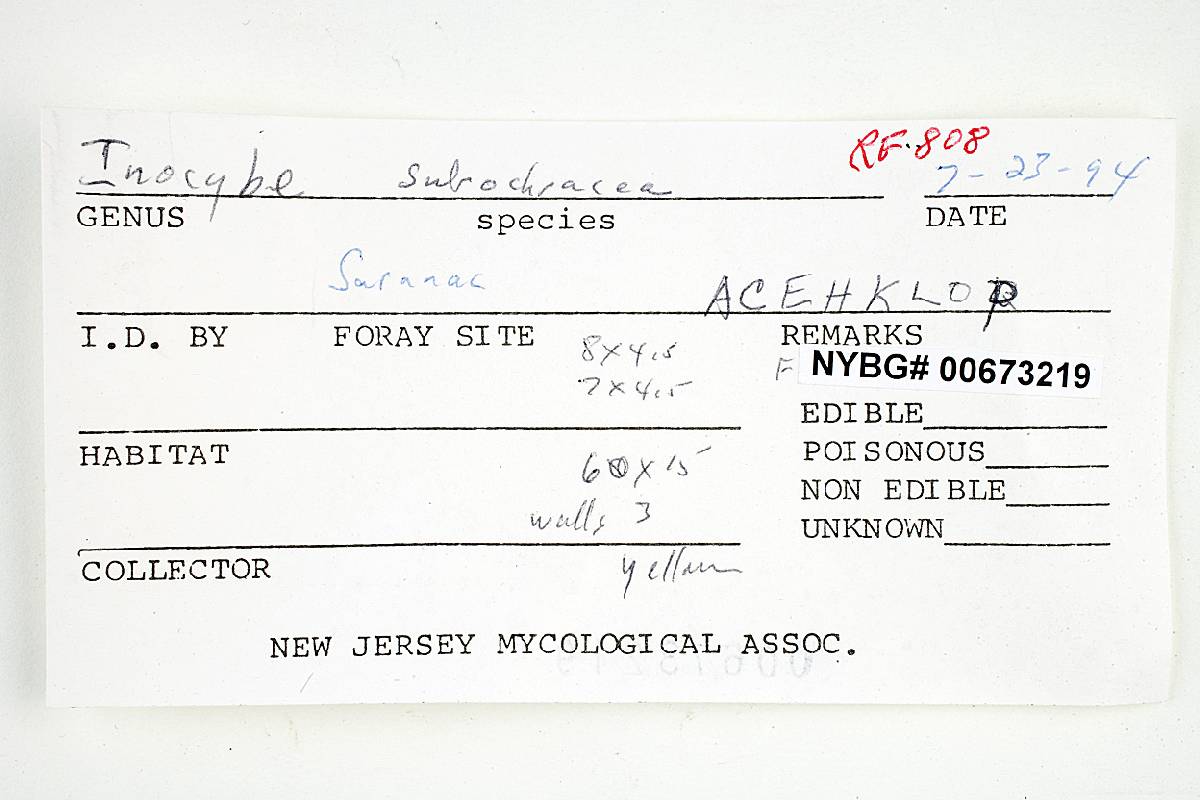 RF.808
Inocybe subochracea 7-23-94
GENUS species DATE
Saranac ACEHKLO
I.D. BY FORAY SITE REMARKS
8x4.5
F NYBG# 00673219
7x4.5
EDIBLE
HABITAT
POISONOUS
60x15
NON EDIBLE
walls 3
UNKNOWN
COLLECTOR
yellow
NEW JERSEY MYCOLOGICAL ASSOC.